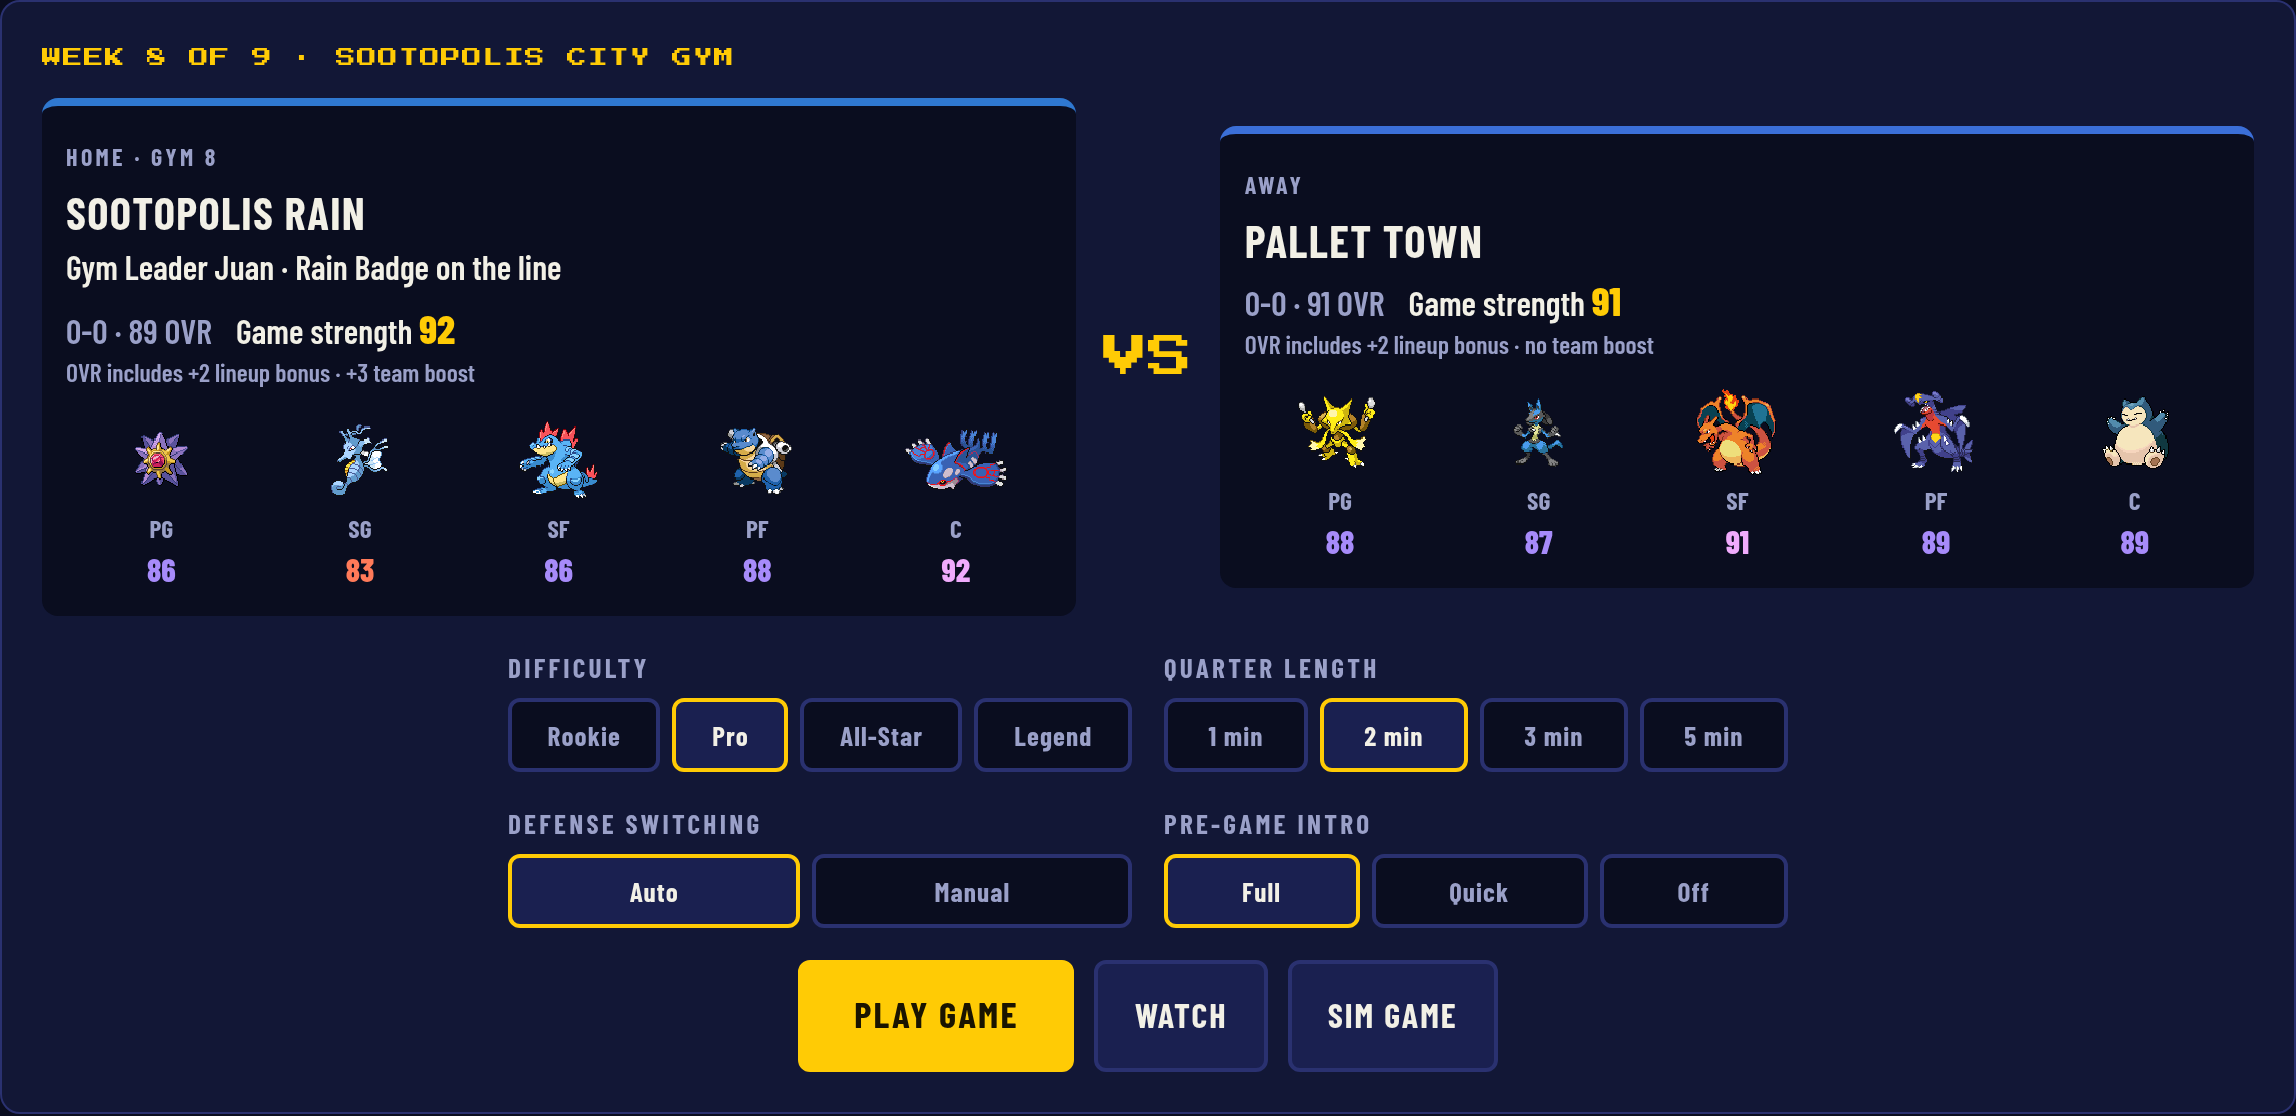 WEEK 8 OF 9 · SOOTOPOLIS CITY GYM
HOME · GYM 8
SOOTOPOLIS RAIN
Gym Leader Juan · Rain Badge on the line
0-0 · 89 OVR Game strength 92
OVR includes +2 lineup bonus · +3 team boost
PG SG SF PF C
86 83 86 88 92
VS
AWAY
PALLET TOWN
0-0 · 91 OVR Game strength 91
OVR includes +2 lineup bonus · no team boost
PG SG SF PF C
88 87 91 89 89
DIFFICULTY
Rookie Pro All-Star Legend
QUARTER LENGTH
1 min 2 min 3 min 5 min
DEFENSE SWITCHING
Auto Manual
PRE-GAME INTRO
Full Quick Off
PLAY GAME WATCH SIM GAME